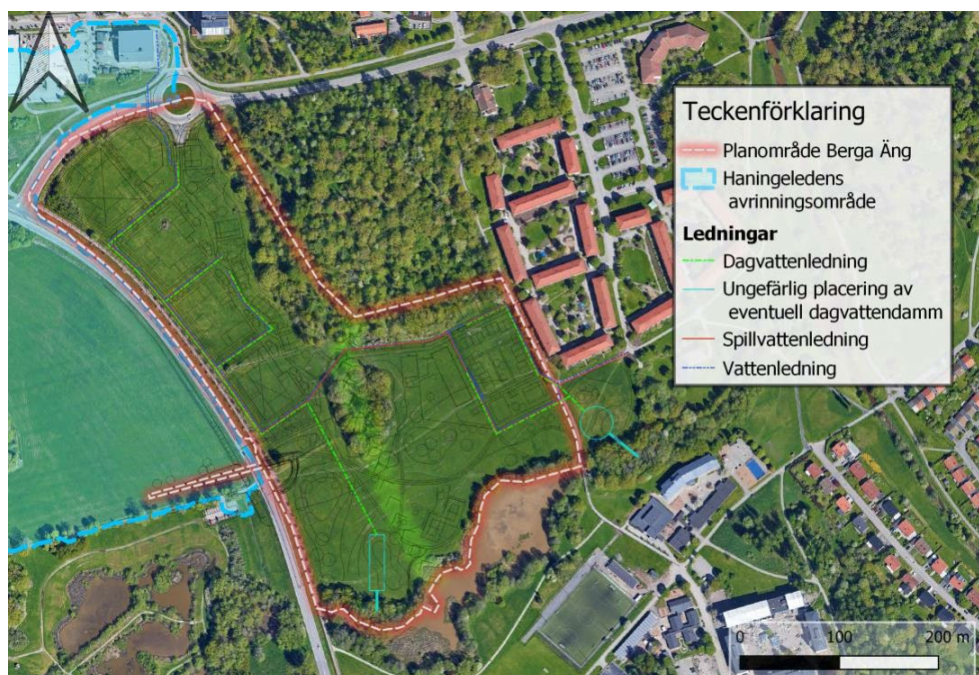 Teckenförklaring
Planområde Berga Äng
Haningeledens
avrinningsområde
Ledningar
Dagvattenledning
Ungefärlig placering av
eventuell dagvattendamm
Spillvattenledning
Vattenledning
0 100 200 m